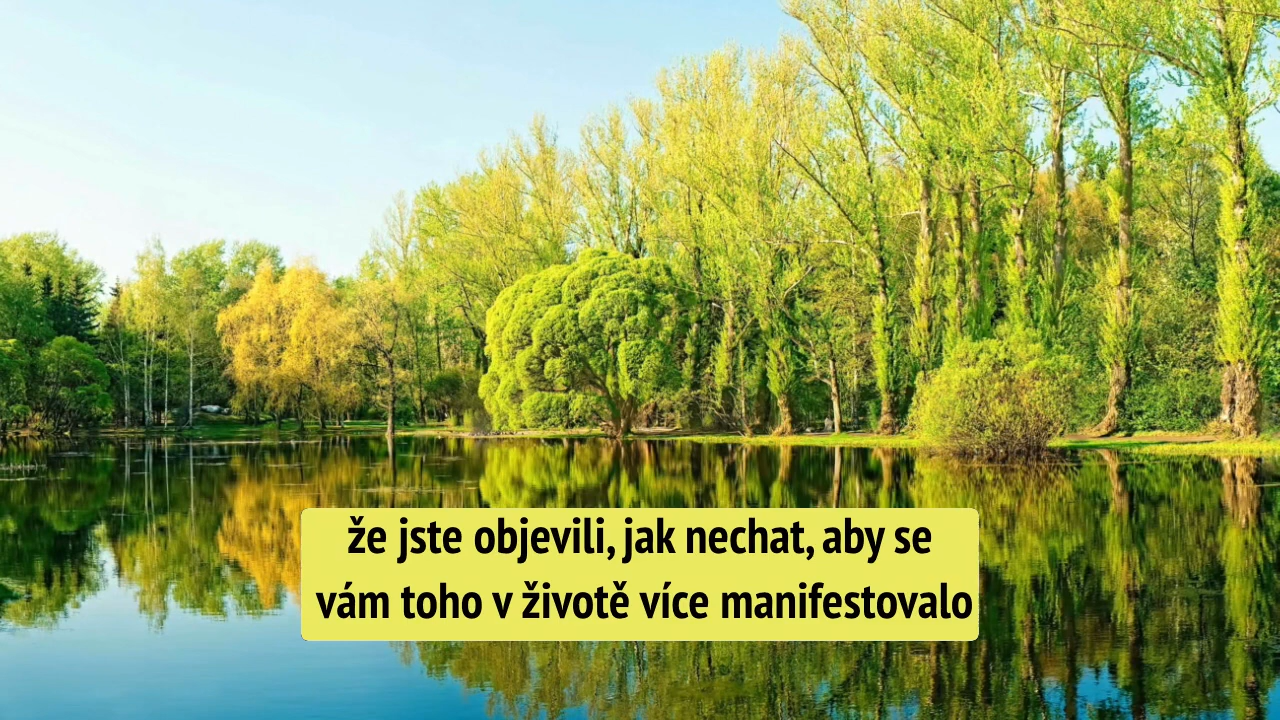 že jste objevili, jak nechat, aby se
vám toho v životě více manifestovalo